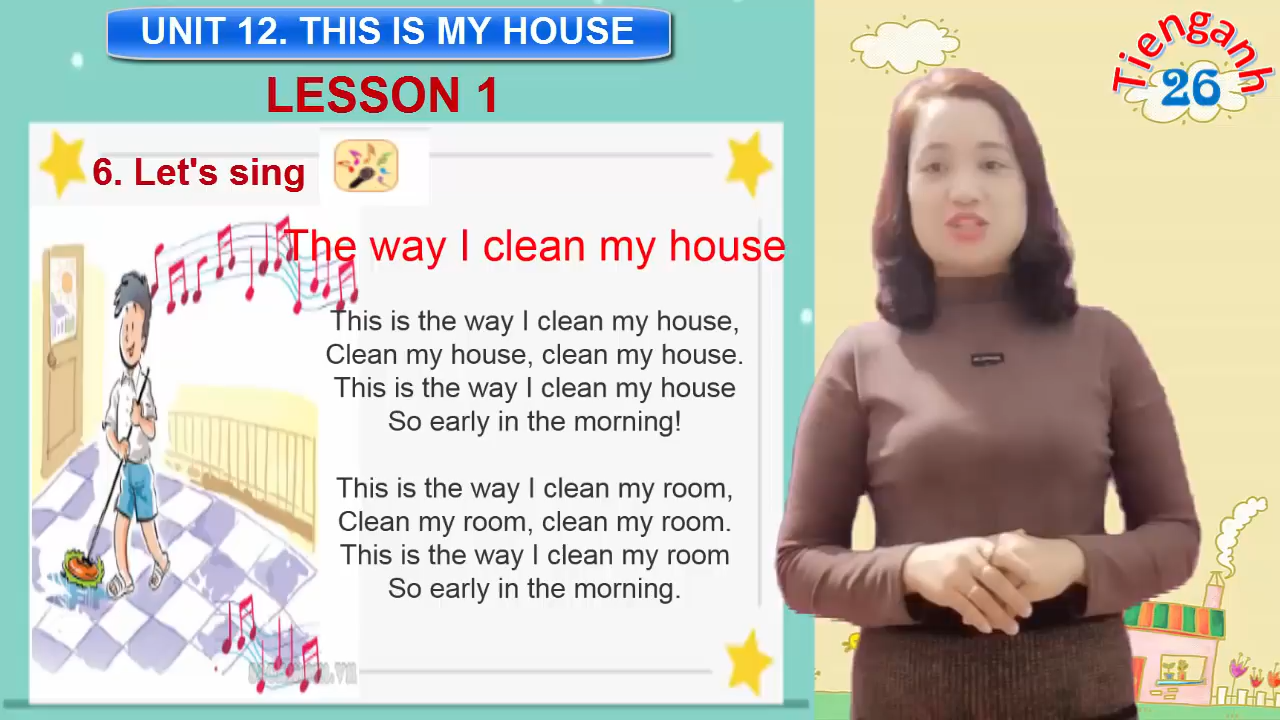 UNIT 12. THIS IS MY HOUSE
LESSON 1
Tienganh
26
6. Let's sing
The way I clean my house
This is the way I clean my house,
Clean my house, clean my house.
This is the way I clean my house
So early in the morning!
This is the way I clean my room,
Clean my room, clean my room.
This is the way I clean my room
So early in the morning.